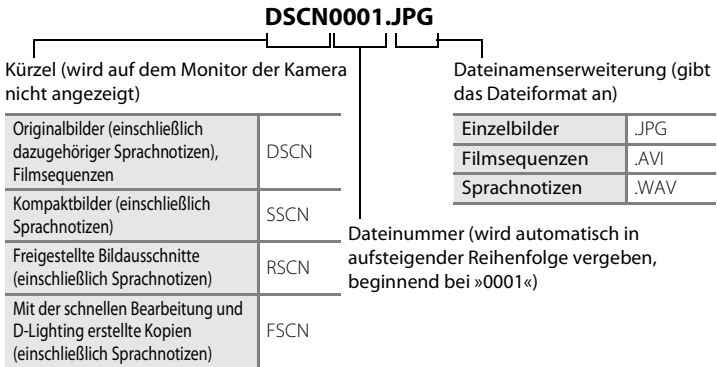 DSCN0001.JPG
Kürzel (wird auf dem Monitor der Kamera
nicht angezeigt)
Originalbilder (einschließlich
dazugehöriger Sprachnotizen),
Filmsequenzen
DSCN
Kompaktbilder (einschließlich
Sprachnotizen)
SSCN
Freigestellte Bildausschnitte
(einschließlich Sprachnotizen)
RSCN
Mit der schnellen Bearbeitung und
D-Lighting erstellte Kopien
(einschließlich Sprachnotizen)
FSCN
Dateinamenserweiterung (gibt
das Dateiformat an)
Einzelbilder .JPG
Filmsequenzen .AVI
Sprachnotizen .WAV
Dateinummer (wird automatisch in
aufsteigender Reihenfolge vergeben,
beginnend bei »0001«)